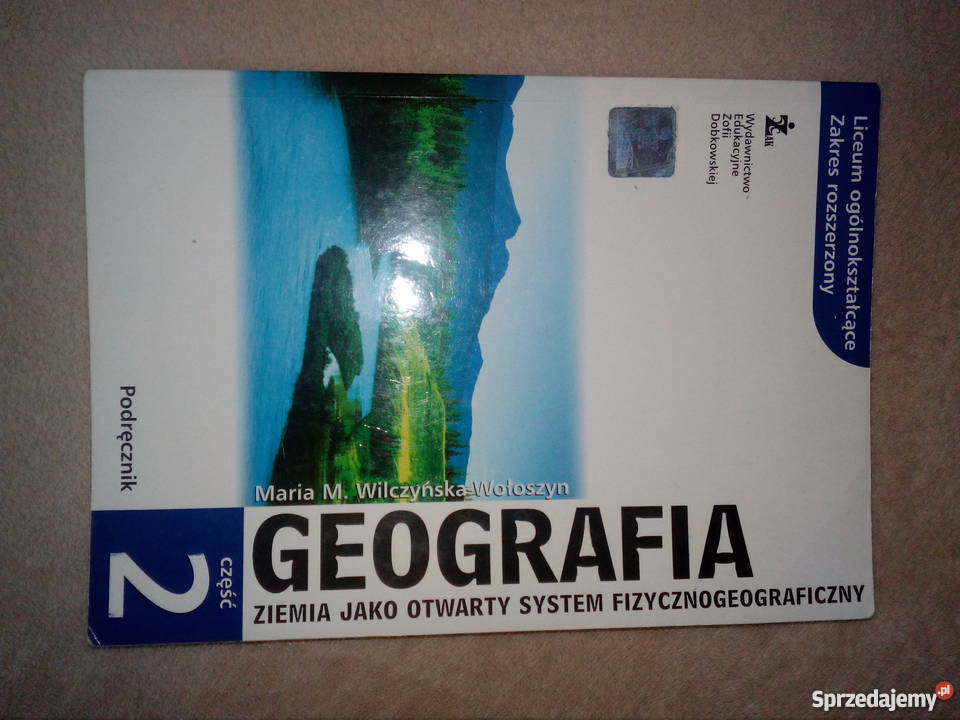 Liceum ogólnokształcące
Zakres rozszerzony
ŻAK
Wydawnictwo
Edukacyjne
Zofii
Dobkowskiej
Maria M. Wilczyńska-Wołoszyn
GEOGRAFIA
ZIEMIA JAKO OTWARTY SYSTEM FIZYCZNOGEOGRAFICZNY
Podręcznik
część
2
Sprzedajemy.pl